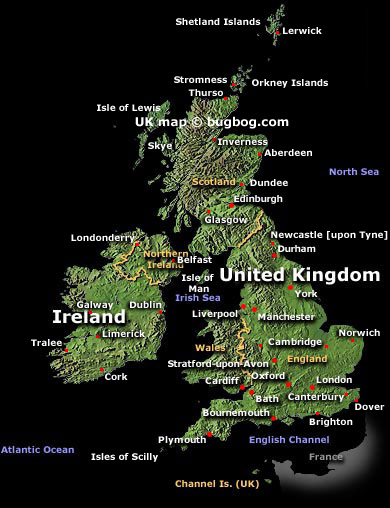 Shetland Islands
Lerwick
Stromness
Orkney Islands
Thurso
Isle of Lewis
UK map © bugbog.com
Skye
Inverness
Aberdeen
North Sea
Scotland
Dundee
Edinburgh
Glasgow
Newcastle [upon Tyne]
Londonderry
Durham
Northern
Ireland
Belfast
Isle of
Man
United Kingdom
Irish Sea
York
Galway
Dublin
Liverpool
Manchester
Ireland
Limerick
Norwich
Tralee
Wales
Cambridge
England
Stratford-upon-Avon
Cork
Cardiff
Oxford
London
Bath
Canterbury
Dover
Bournemouth
Brighton
Plymouth
English Channel
Atlantic Ocean
Isles of Scilly
France
Channel Is. (UK)